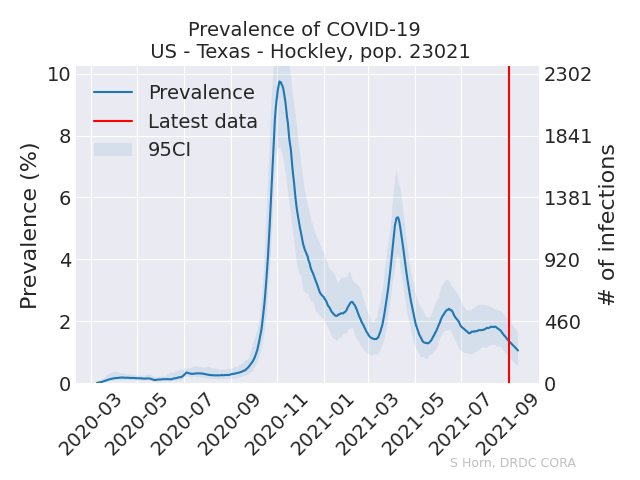 Prevalence of COVID-19
US - Texas - Hockley, pop. 23021
Prevalence
Latest data
95CI
Prevalence (%)
10
8
6
4
2
0
2302
1841
1381
920
460
0
# of infections
2020-03
2020-05
2020-07
2020-09
2020-11
2021-01
2021-03
2021-05
2021-07
2021-09
S Horn, DRDC CORA